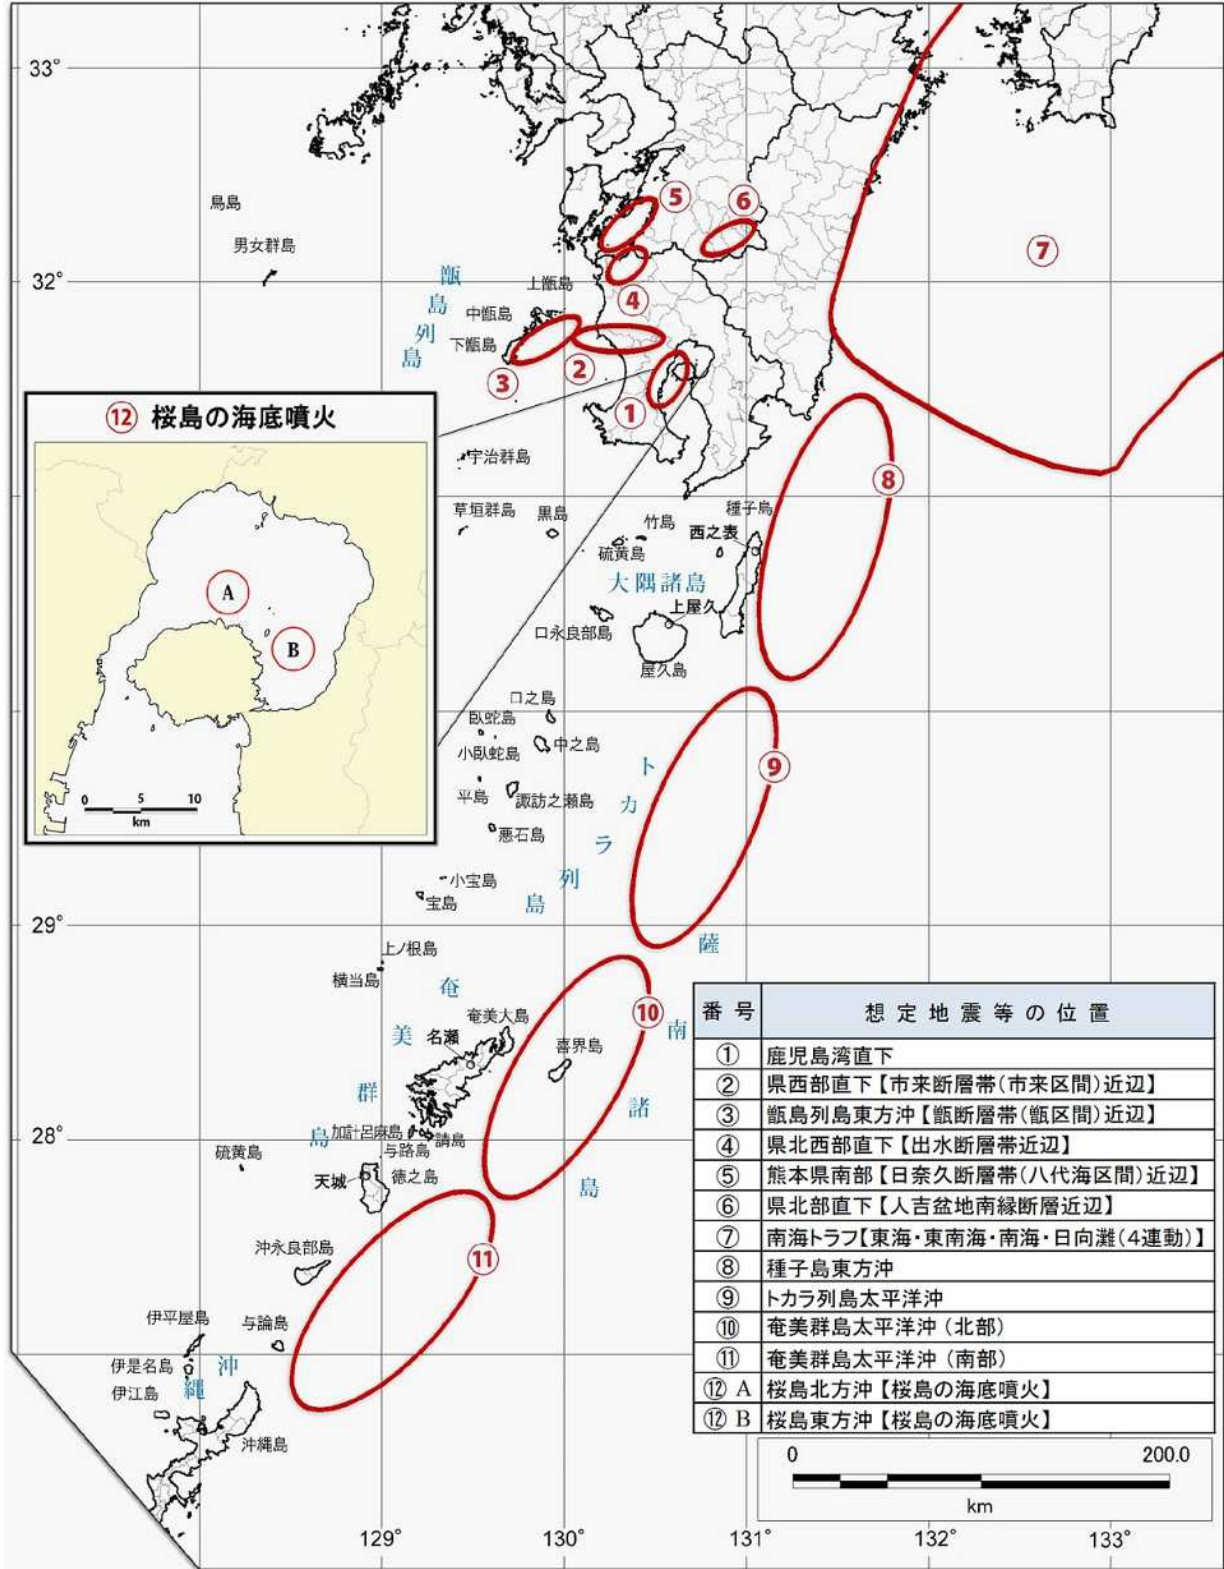 33°
⑤
⑥
鳥島
男女群島
32°
甑島列島
上甑島
中甑島
下甑島
④
⑦
③
②
①
⑫ 桜島の海底噴火
A
B
0 5 10
km
宇治群島
草垣群島
黒島
竹島
硫黄島
種子島
西之表
⑧
大隅諸島
上屋久
口永良部島
屋久島
口之島
臥蛇島
中之島
小臥蛇島
平島
諏訪之瀬島
悪石島
小宝島
宝島
トカラ列島
⑨
29°
上ノ根島
横当島
薩南諸島
奄美群島
奄美大島
名瀬
喜界島
⑩
加計呂麻島
請島
与路島
28°
硫黄島
天城
徳之島
沖永良部島
⑪
伊平屋島
与論島
伊是名島
伊江島
沖縄
沖縄島
番号 想定地震等の位置
① 鹿児島湾直下
② 県西部直下【市来断層帯(市来区間)近辺】
③ 甑島列島東方沖【甑断層帯(甑区間)近辺】
④ 県北西部直下【出水断層帯近辺】
⑤ 熊本県南部【日奈久断層帯(八代海区間)近辺】
⑥ 県北部直下【人吉盆地南縁断層近辺】
⑦ 南海トラフ【東海・東南海・南海・日向灘(4連動)】
⑧ 種子島東方沖
⑨ トカラ列島太平洋沖
⑩ 奄美群島太平洋沖（北部）
⑪ 奄美群島太平洋沖（南部）
⑫ A 桜島北方沖【桜島の海底噴火】
⑫ B 桜島東方沖【桜島の海底噴火】
0 200.0
km
129° 130° 131° 132° 133°